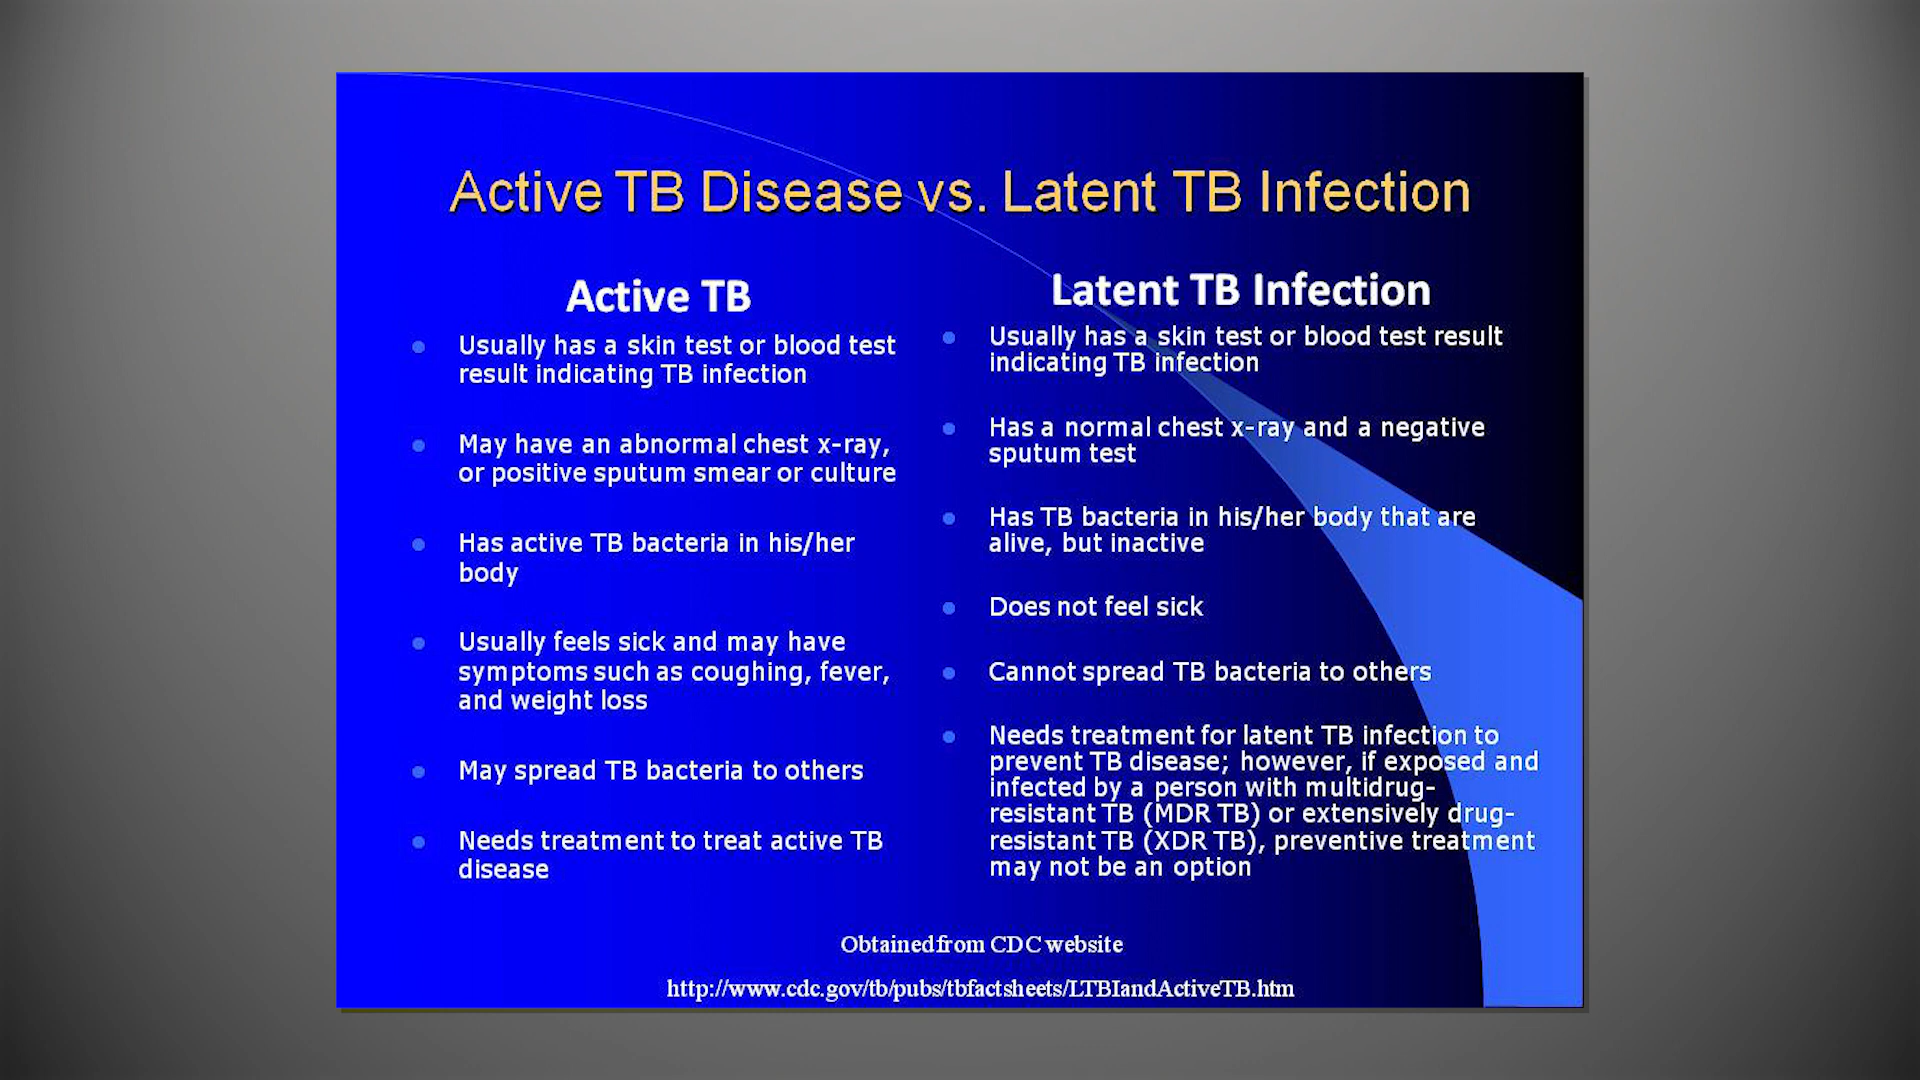 Active TB Disease vs. Latent TB Infection
Active TB
Usually has a skin test or blood test
result indicating TB infection
May have an abnormal chest x-ray,
or positive sputum smear or culture
Has active TB bacteria in his/her
body
Usually feels sick and may have
symptoms such as coughing, fever,
and weight loss
May spread TB bacteria to others
Needs treatment to treat active TB
disease
Latent TB Infection
Usually has a skin test or blood test result
indicating TB infection
Has a normal chest x-ray and a negative
sputum test
Has TB bacteria in his/her body that are
alive, but inactive
Does not feel sick
Cannot spread TB bacteria to others
Needs treatment for latent TB infection to
prevent TB disease; however, if exposed and
infected by a person with multidrug-
resistant TB (MDR TB) or extensively drug-
resistant TB (XDR TB), preventive treatment
may not be an option
Obtained from CDC website
http://www.cdc.gov/tb/pubs/tbfactsheets/LTBIandActiveTB.htm